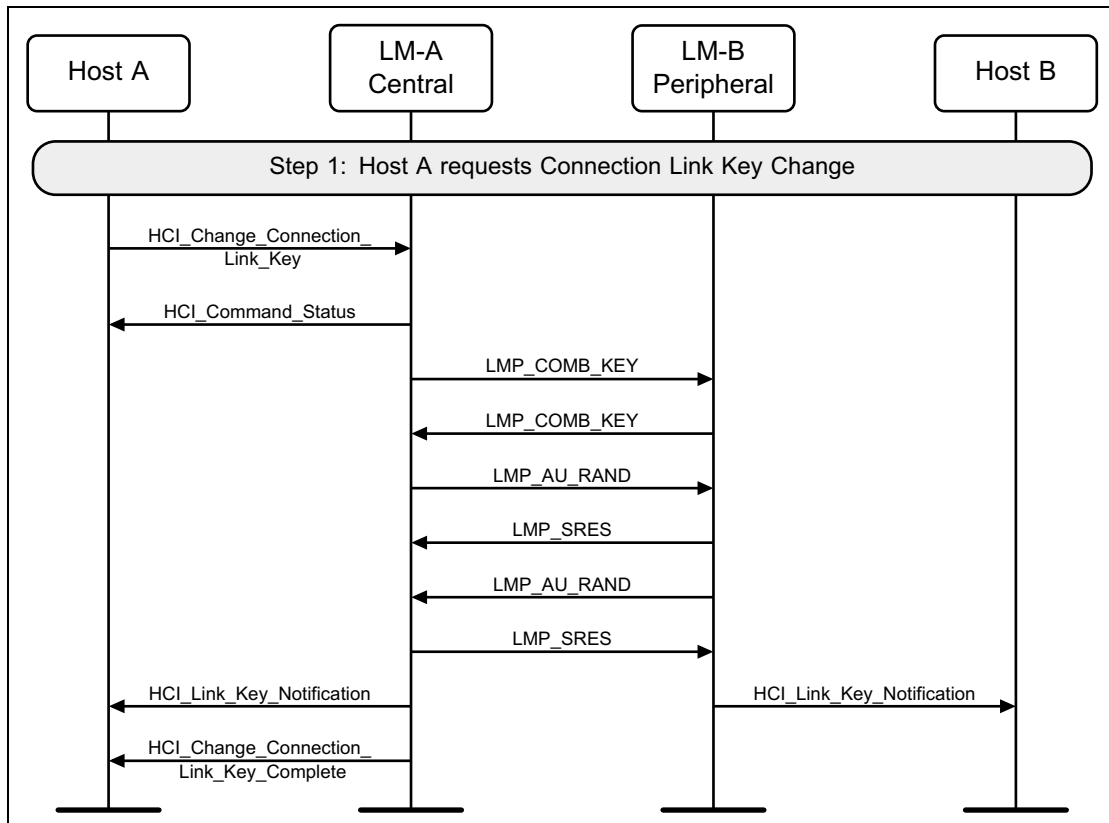 Host A
LM-A
Central
LM-B
Peripheral
Host B
Step 1: Host A requests Connection Link Key Change
HCI_Change_Connection_
Link_Key
HCI_Command_Status
LMP_COMB_KEY
LMP_COMB_KEY
LMP_AU_RAND
LMP_SRES
LMP_AU_RAND
LMP_SRES
HCI_Link_Key_Notification
HCI_Link_Key_Notification
HCI_Change_Connection_
Link_Key_Complete